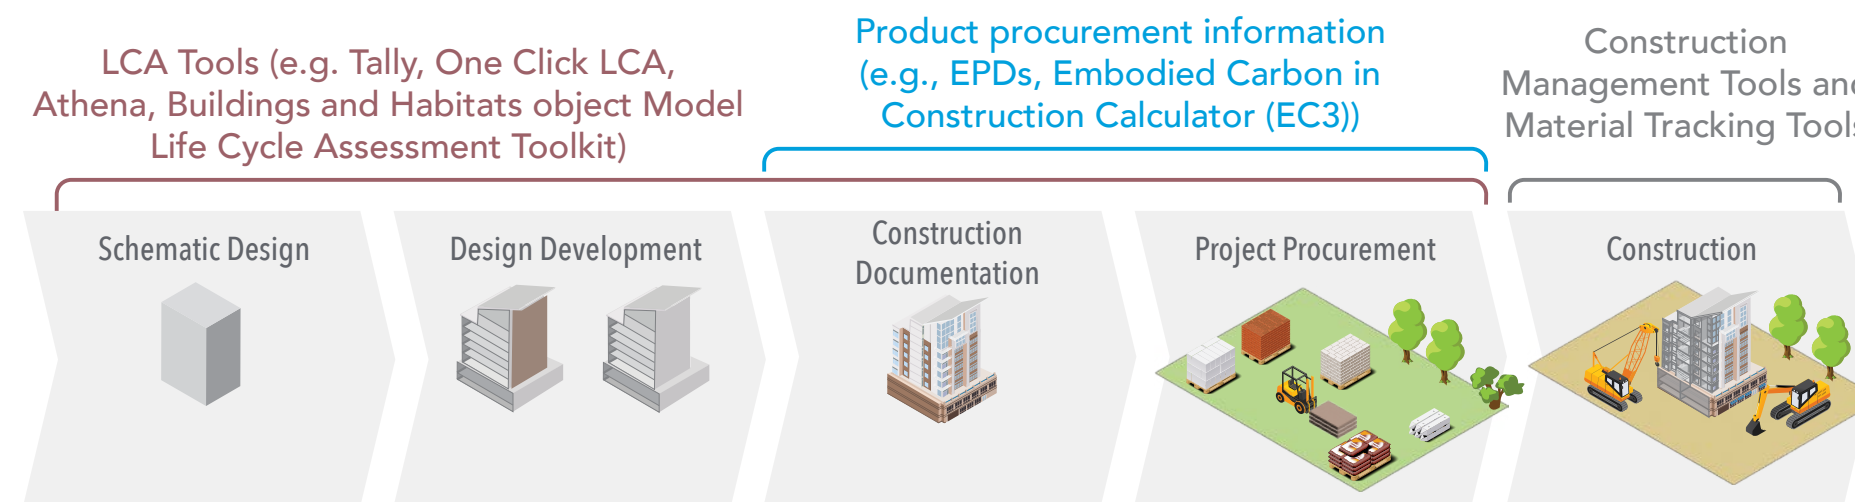 LCA Tools (e.g. Tally, One Click LCA,
Athena, Buildings and Habitats object Model
Life Cycle Assessment Toolkit)
Product procurement information
(e.g., EPDs, Embodied Carbon in
Construction Calculator (EC3))
Construction
Management Tools and
Material Tracking Tools
Schematic Design
Design Development
Construction
Documentation
Project Procurement
Construction